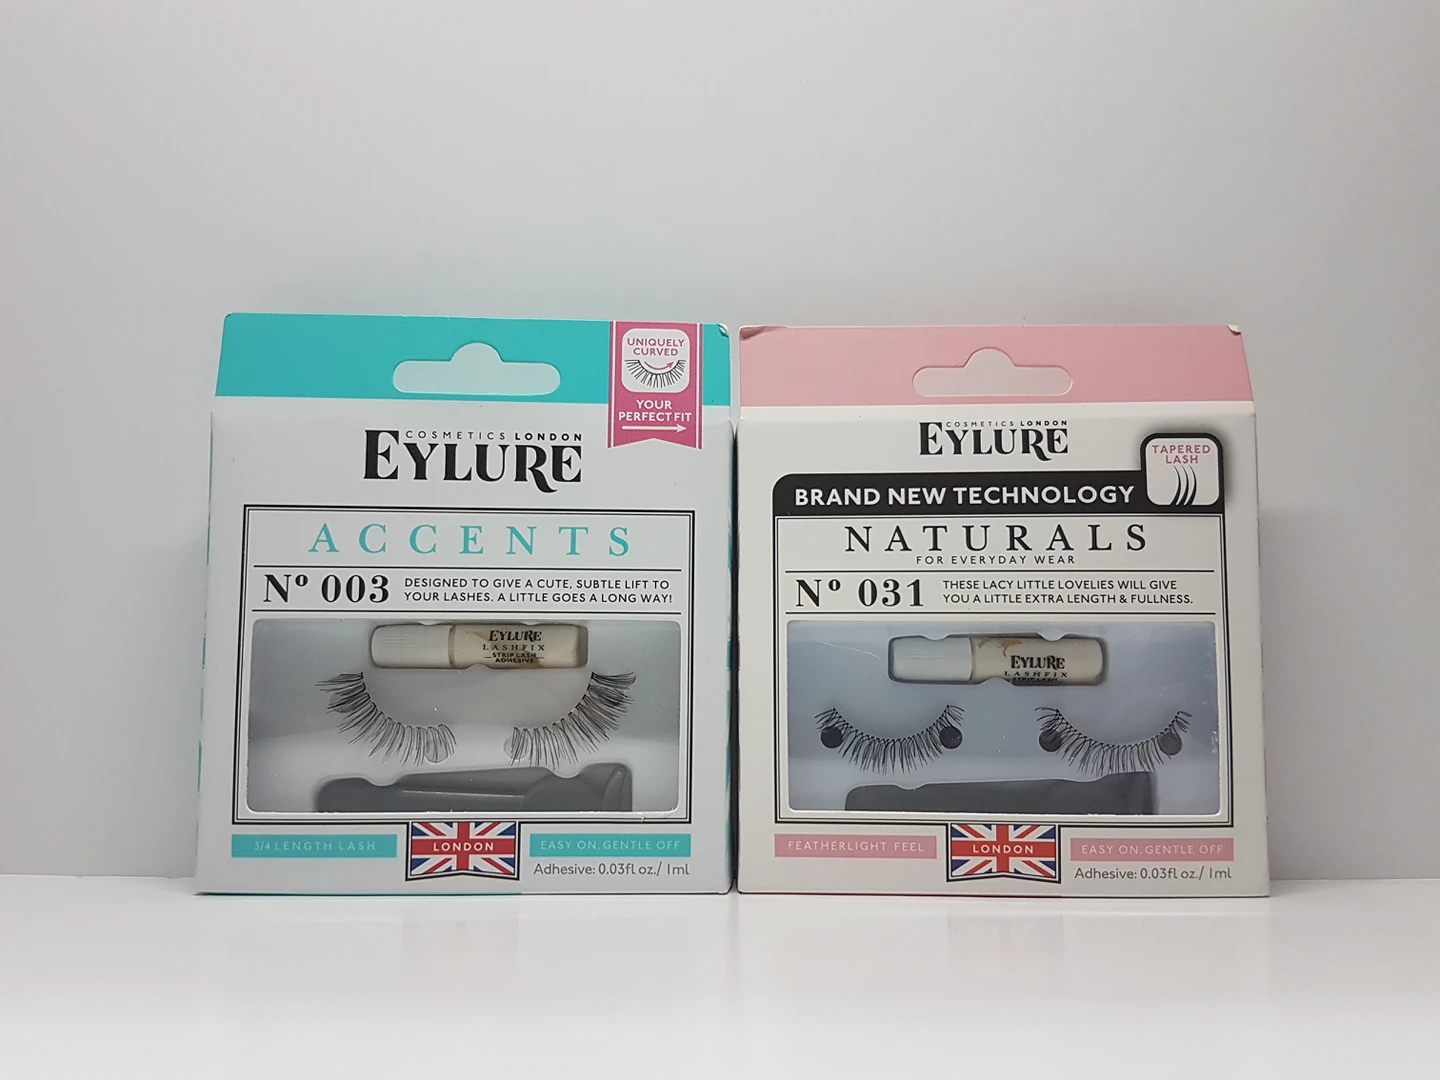 UNIQUELY
CURVED
YOUR
PERFECT FIT
COSMETICS LONDON
EYLURE
ACCENTS
Nº 003
DESIGNED TO GIVE A CUTE, SUBTLE LIFT TO
YOUR LASHES. A LITTLE GOES A LONG WAY!
EYLURE
LASHFIX
STRIP LASH
ADHESIVE
3/4 LENGTH LASH
LONDON
EASY ON, GENTLE OFF
Adhesive: 0.03fl oz./ 1ml
COSMETICS LONDON
EYLURE
TAPERED
LASH
BRAND NEW TECHNOLOGY
NATURALS
FOR EVERYDAY WEAR
Nº 031
THESE LACY LITTLE LOVELIES WILL GIVE
YOU A LITTLE EXTRA LENGTH & FULLNESS.
EYLURE
LASHFIX
STRIP LASH
FEATHERLIGHT FEEL
LONDON
EASY ON, GENTLE OFF
Adhesive: 0.03fl oz./ 1ml